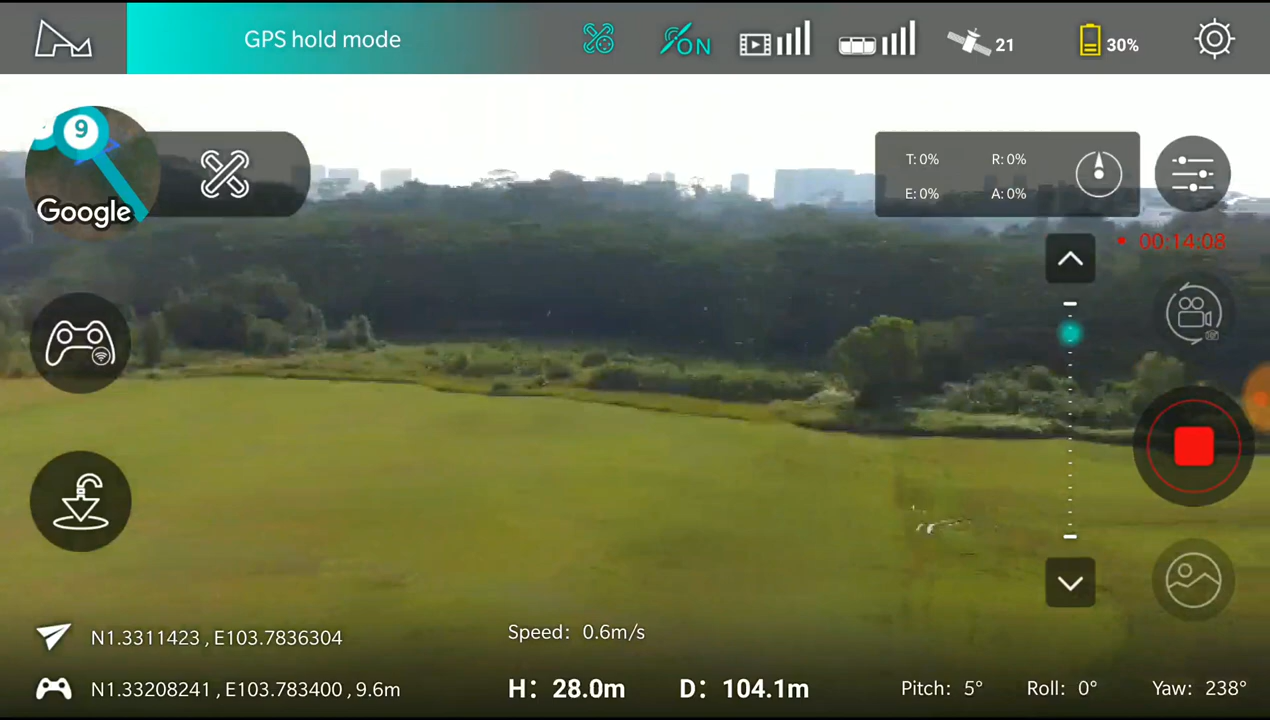 GPS hold mode
ON
21
30%
9
Google
T: 0%
R: 0%
E: 0%
A: 0%
00:14:08
N1.3311423 , E103.7836304
Speed: 0.6m/s
N1.33208241 , E103.783400 , 9.6m
H: 28.0m
D: 104.1m
Pitch: 5°
Roll: 0°
Yaw: 238°